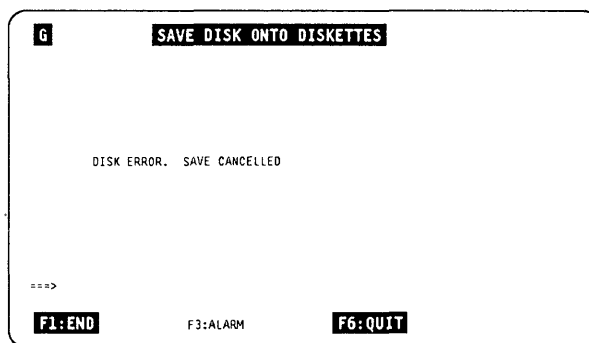 G SAVE DISK ONTO DISKETTES
DISK ERROR. SAVE CANCELLED
===>
F1:END F3:ALARM F6:QUIT